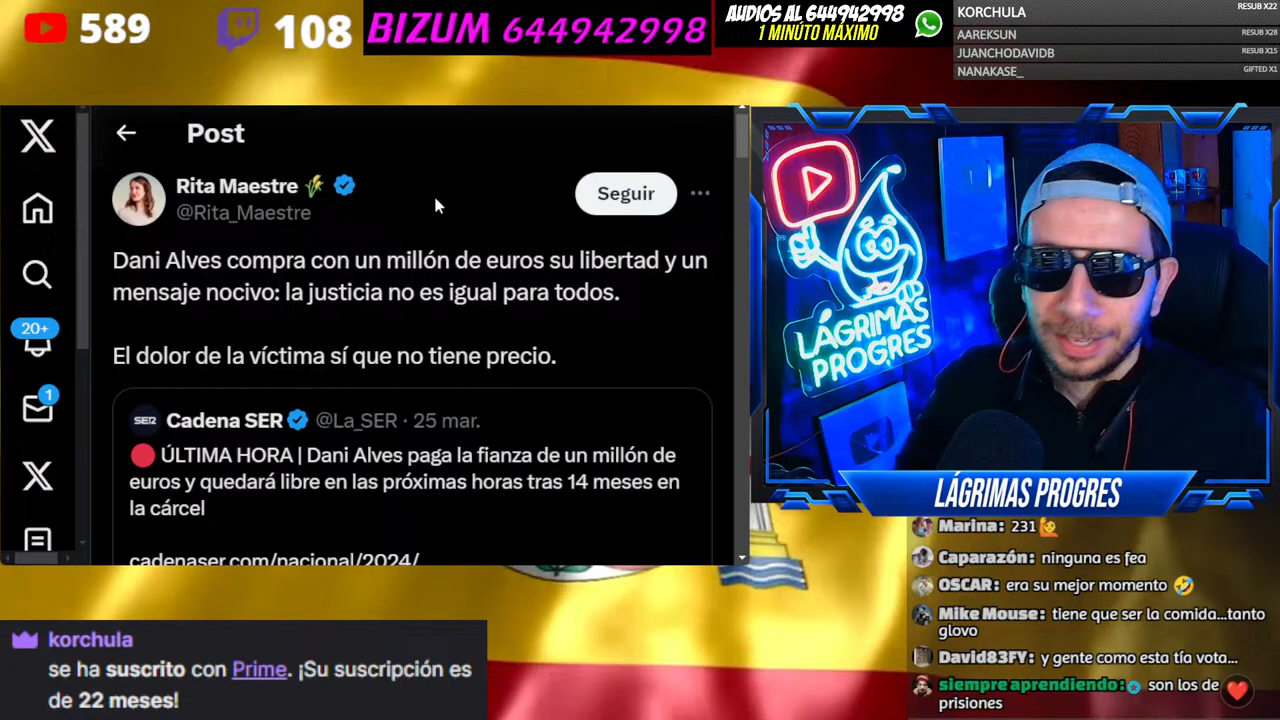 589
108
BIZUM 644942998
AUDIOS AL 644942998
1 MINÚTO MÁXIMO
KORCHULA RESUB X22
AAREKSUN RESUB X28
JUANCHODAVIDB RESUB X15
NANAKASE_ GIFTED X1
Post
Rita Maestre
@Rita_Maestre
Seguir
Dani Alves compra con un millón de euros su libertad y un
mensaje nocivo: la justicia no es igual para todos.
El dolor de la víctima sí que no tiene precio.
20+
1
SER
Cadena SER @La_SER · 25 mar.
🔴 ÚLTIMA HORA | Dani Alves paga la fianza de un millón de
euros y quedará libre en las próximas horas tras 14 meses en
la cárcel
cadenaser.com/nacional/2024/
LÁGRIMAS
PROGRES
LÁGRIMAS PROGRES
Marina: 231🙋
Caparazón: ninguna es fea
OSCAR: era su mejor momento 🤣
Mike Mouse: tiene que ser la comida...tanto
glovo
David83FY: y gente como esta tía vota...
siempre aprendiendo: son los de
prisiones
korchula
se ha suscrito con Prime. ¡Su suscripción es
de 22 meses!